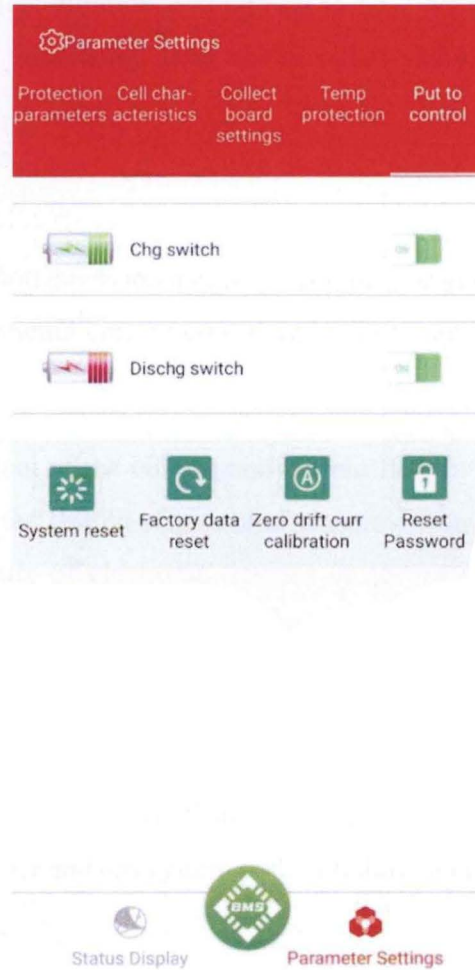 Parameter Settings
Protection Cell char- Collect Temp Put to
parameters acteristics board protection control
settings
Chg switch ON
Dischg switch ON
System reset Factory data Zero drift curr Reset
reset calibration Password
BMS
Status Display Parameter Settings